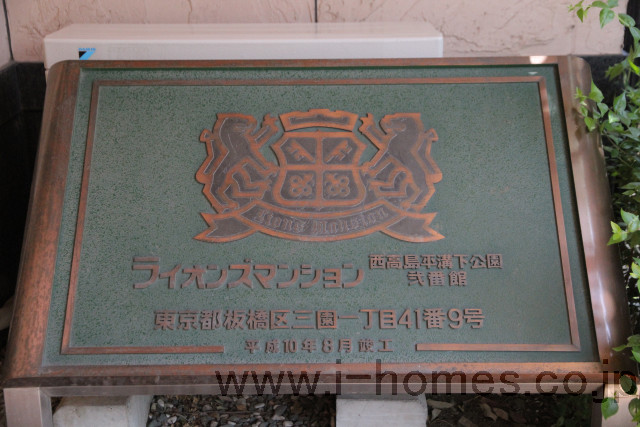 DAIKIN
Lions Mansion
ライオンズマンション 西高島平溝下公園
弐番館
東京都板橋区三園一丁目41番9号
平成10年8月竣工
www.i-homes.co.jp